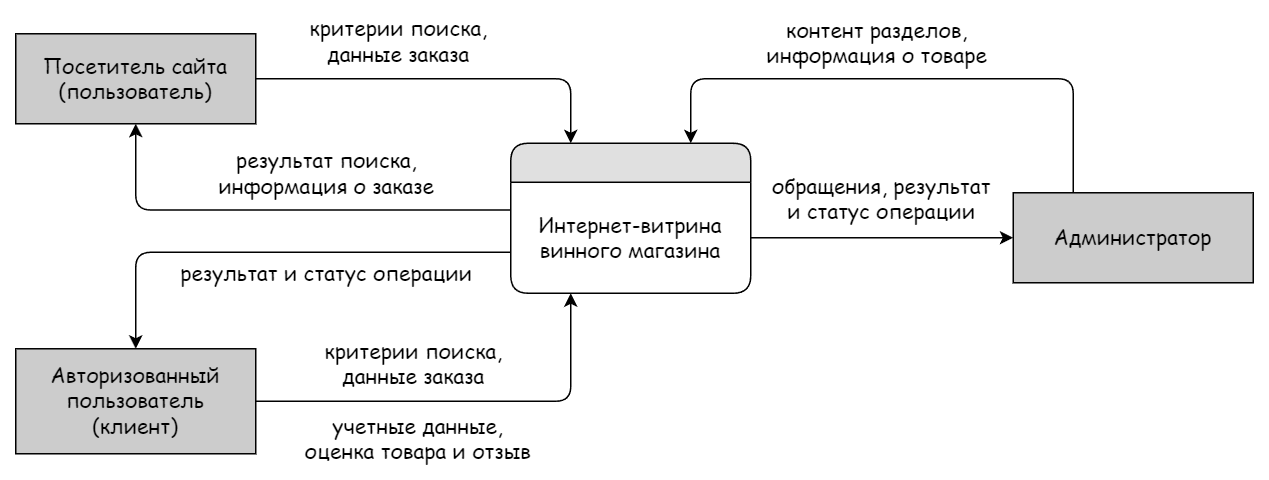 критерии поиска,
данные заказа
контент разделов,
информация о товаре
Посетитель сайта
(пользователь)
результат поиска,
информация о заказе
обращения, результат
и статус операции
Интернет-витрина
винного магазина
Администратор
результат и статус операции
критерии поиска,
данные заказа
Авторизованный
пользователь
(клиент)
учетные данные,
оценка товара и отзыв